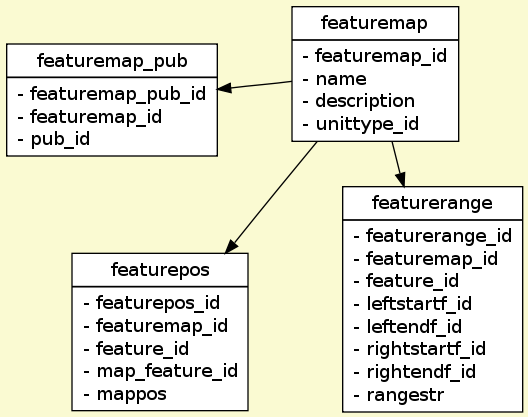 featuremap
- featuremap_id
- name
- description
- unittype_id
featuremap_pub
- featuremap_pub_id
- featuremap_id
- pub_id
featurerange
- featurerange_id
- featuremap_id
- feature_id
- leftstartf_id
- leftendf_id
- rightstartf_id
- rightendf_id
- rangestr
featurepos
- featurepos_id
- featuremap_id
- feature_id
- map_feature_id
- mappos